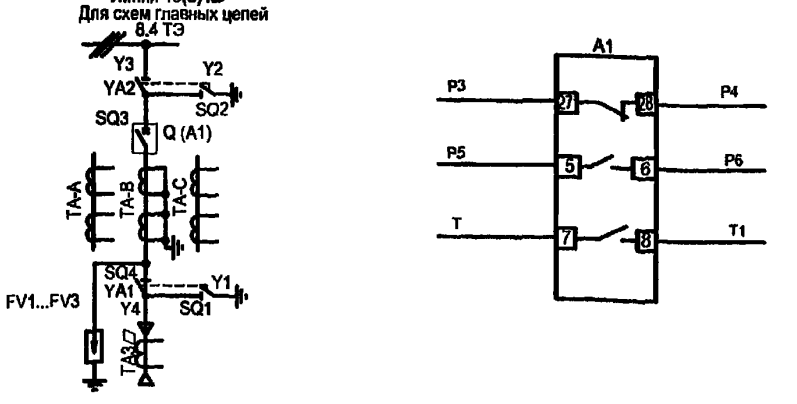 Для схем главных цепей
8.4 ТЭ
Y3
YA2
Y2
SQ2
SQ3
Q (A1)
TA-A
TA-B
TA-C
SQ4
YA1
Y1
SQ1
Y4
FV1...FV3
TA3
A1
P3
27
28
P4
P5
5
6
P6
T
7
8
T1